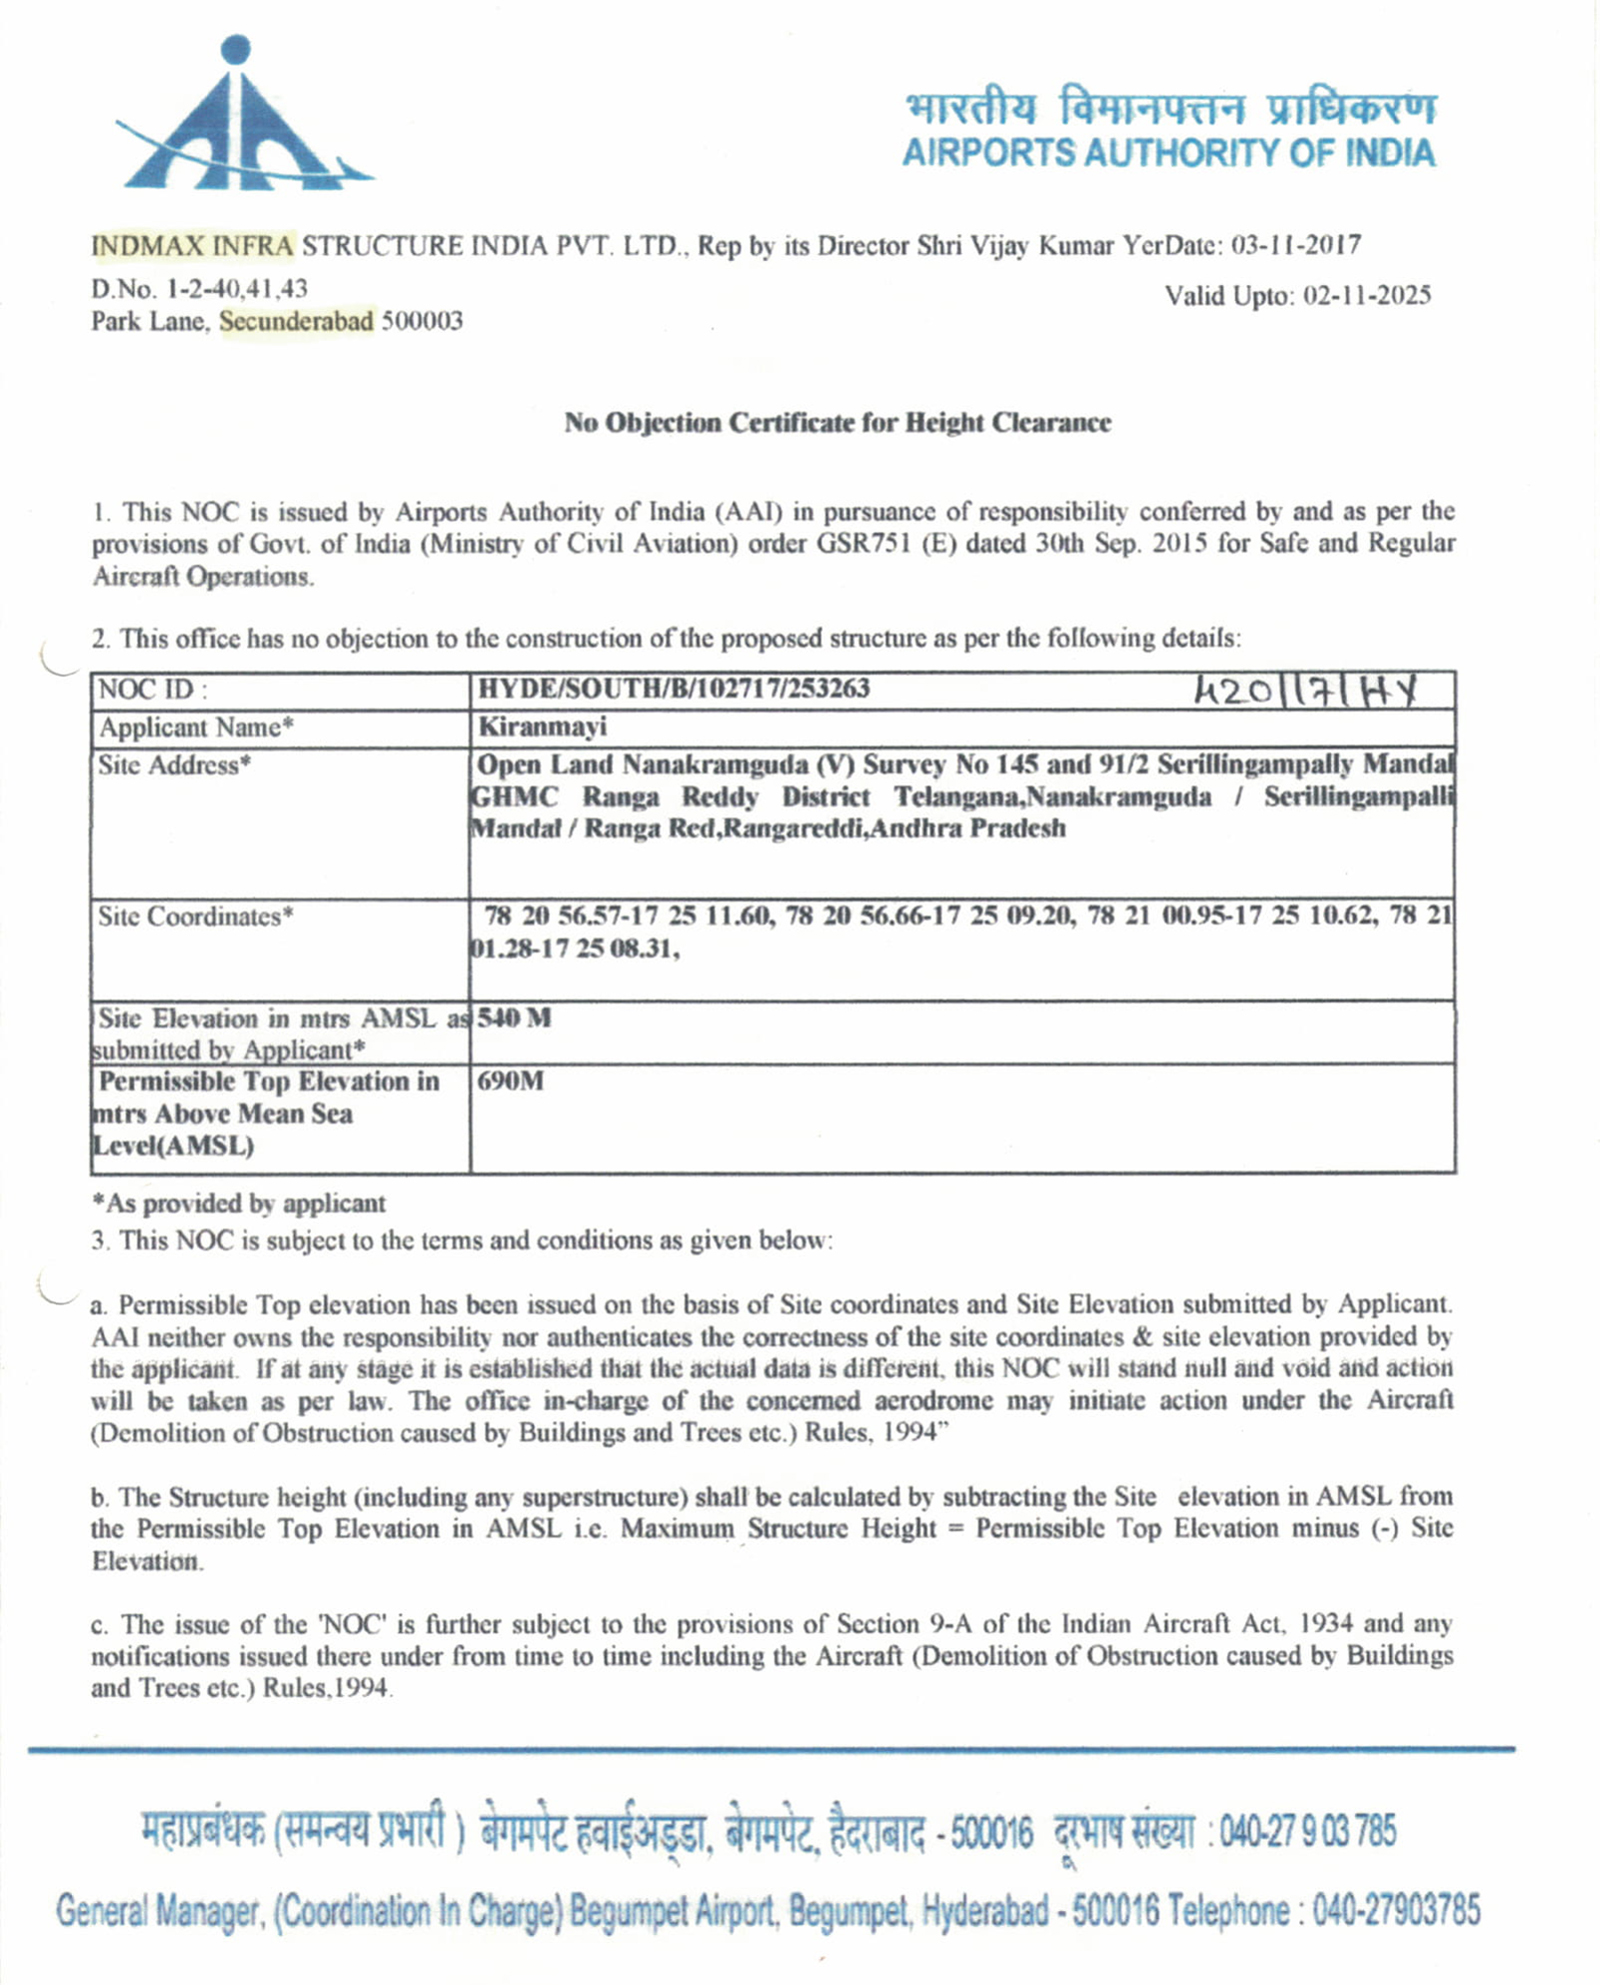 भारतीय विमानपत्तन प्राधिकरण
AIRPORTS AUTHORITY OF INDIA
INDMAX INFRA STRUCTURE INDIA PVT. LTD., Rep by its Director Shri Vijay Kumar YerDate: 03-11-2017
D.No. 1-2-40,41,43
Valid Upto: 02-11-2025
Park Lane, Secunderabad 500003
No Objection Certificate for Height Clearance
1. This NOC is issued by Airports Authority of India (AAI) in pursuance of responsibility conferred by and as per the
provisions of Govt. of India (Ministry of Civil Aviation) order GSR751 (E) dated 30th Sep. 2015 for Safe and Regular
Aircraft Operations.
2. This office has no objection to the construction of the proposed structure as per the following details:
NOC ID : HYDE/SOUTH/B/102717/253263 420/17/HY
Applicant Name* Kiranmayi
Site Address* Open Land Nanakramguda (V) Survey No 145 and 91/2 Serillingampally Mandal
GHMC Ranga Reddy District Telangana,Nanakramguda / Serillingampalli
Mandal / Ranga Red,Rangareddi,Andhra Pradesh
Site Coordinates* 78 20 56.57-17 25 11.60, 78 20 56.66-17 25 09.20, 78 21 00.95-17 25 10.62, 78 21
01.28-17 25 08.31,
Site Elevation in mtrs AMSL as 540 M
submitted by Applicant*
Permissible Top Elevation in 690M
mtrs Above Mean Sea
Level(AMSL)
*As provided by applicant
3. This NOC is subject to the terms and conditions as given below:
a. Permissible Top elevation has been issued on the basis of Site coordinates and Site Elevation submitted by Applicant.
AAI neither owns the responsibility nor authenticates the correctness of the site coordinates & site elevation provided by
the applicant. If at any stage it is established that the actual data is different, this NOC will stand null and void and action
will be taken as per law. The office in-charge of the concerned aerodrome may initiate action under the Aircraft
(Demolition of Obstruction caused by Buildings and Trees etc.) Rules, 1994”
b. The Structure height (including any superstructure) shall be calculated by subtracting the Site elevation in AMSL from
the Permissible Top Elevation in AMSL i.e. Maximum Structure Height = Permissible Top Elevation minus (-) Site
Elevation.
c. The issue of the 'NOC' is further subject to the provisions of Section 9-A of the Indian Aircraft Act, 1934 and any
notifications issued there under from time to time including the Aircraft (Demolition of Obstruction caused by Buildings
and Trees etc.) Rules,1994.
महाप्रबंधक (समन्वय प्रभारी ) बेगमपेट हवाईअड्डा, बेगमपेट, हैदराबाद - 500016 दूरभाष संख्या : 040-27 9 03 785
General Manager, (Coordination In Charge) Begumpet Airport, Begumpet, Hyderabad - 500016 Telephone : 040-27903785